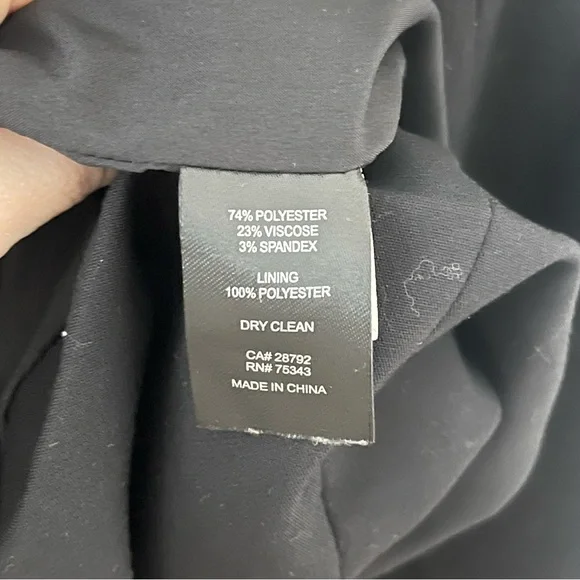 74% POLYESTER
23% VISCOSE
3% SPANDEX
LINING
100% POLYESTER
DRY CLEAN
CA# 28792
RN# 75343
MADE IN CHINA